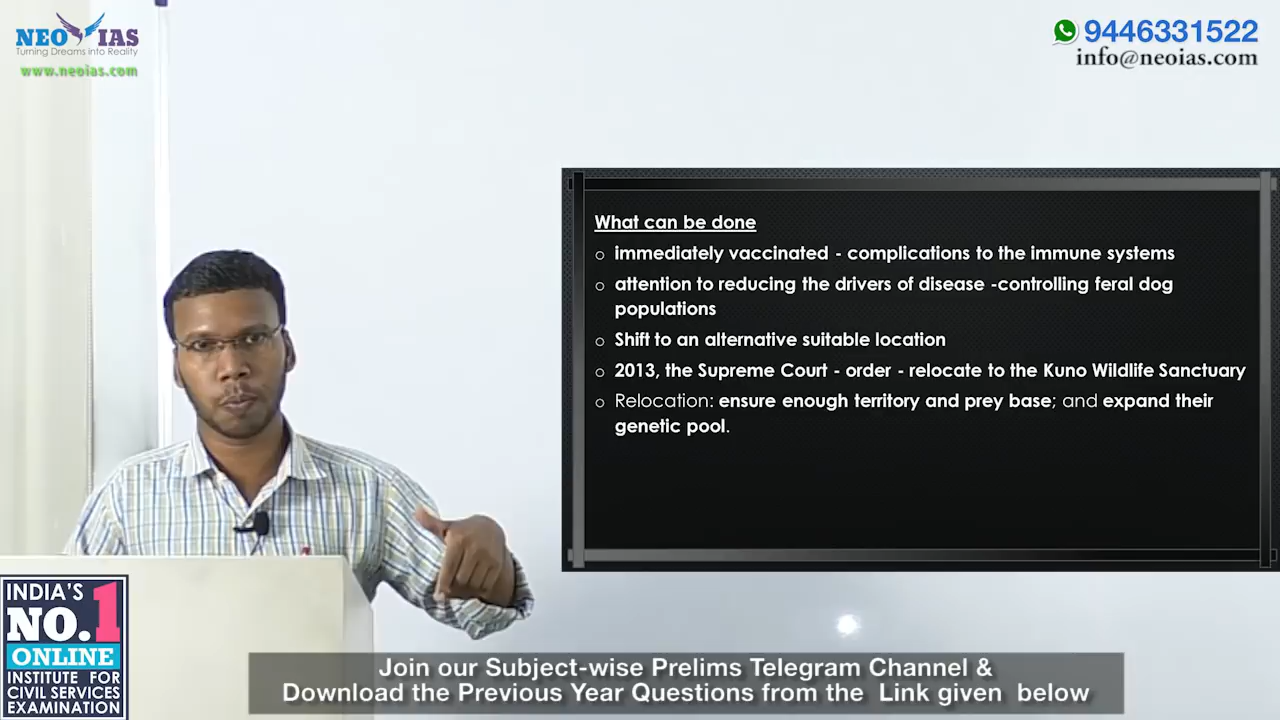 NEO IAS
Turning Dreams into Reality
www.neoias.com
9446331522
info@neoias.com
What can be done
o immediately vaccinated - complications to the immune systems
o attention to reducing the drivers of disease -controlling feral dog
populations
o Shift to an alternative suitable location
o 2013, the Supreme Court - order - relocate to the Kuno Wildlife Sanctuary
o Relocation: ensure enough territory and prey base; and expand their
genetic pool.
INDIA'S
NO.1
ONLINE
INSTITUTE FOR
CIVIL SERVICES
EXAMINATION
Join our Subject-wise Prelims Telegram Channel &
Download the Previous Year Questions from the Link given below